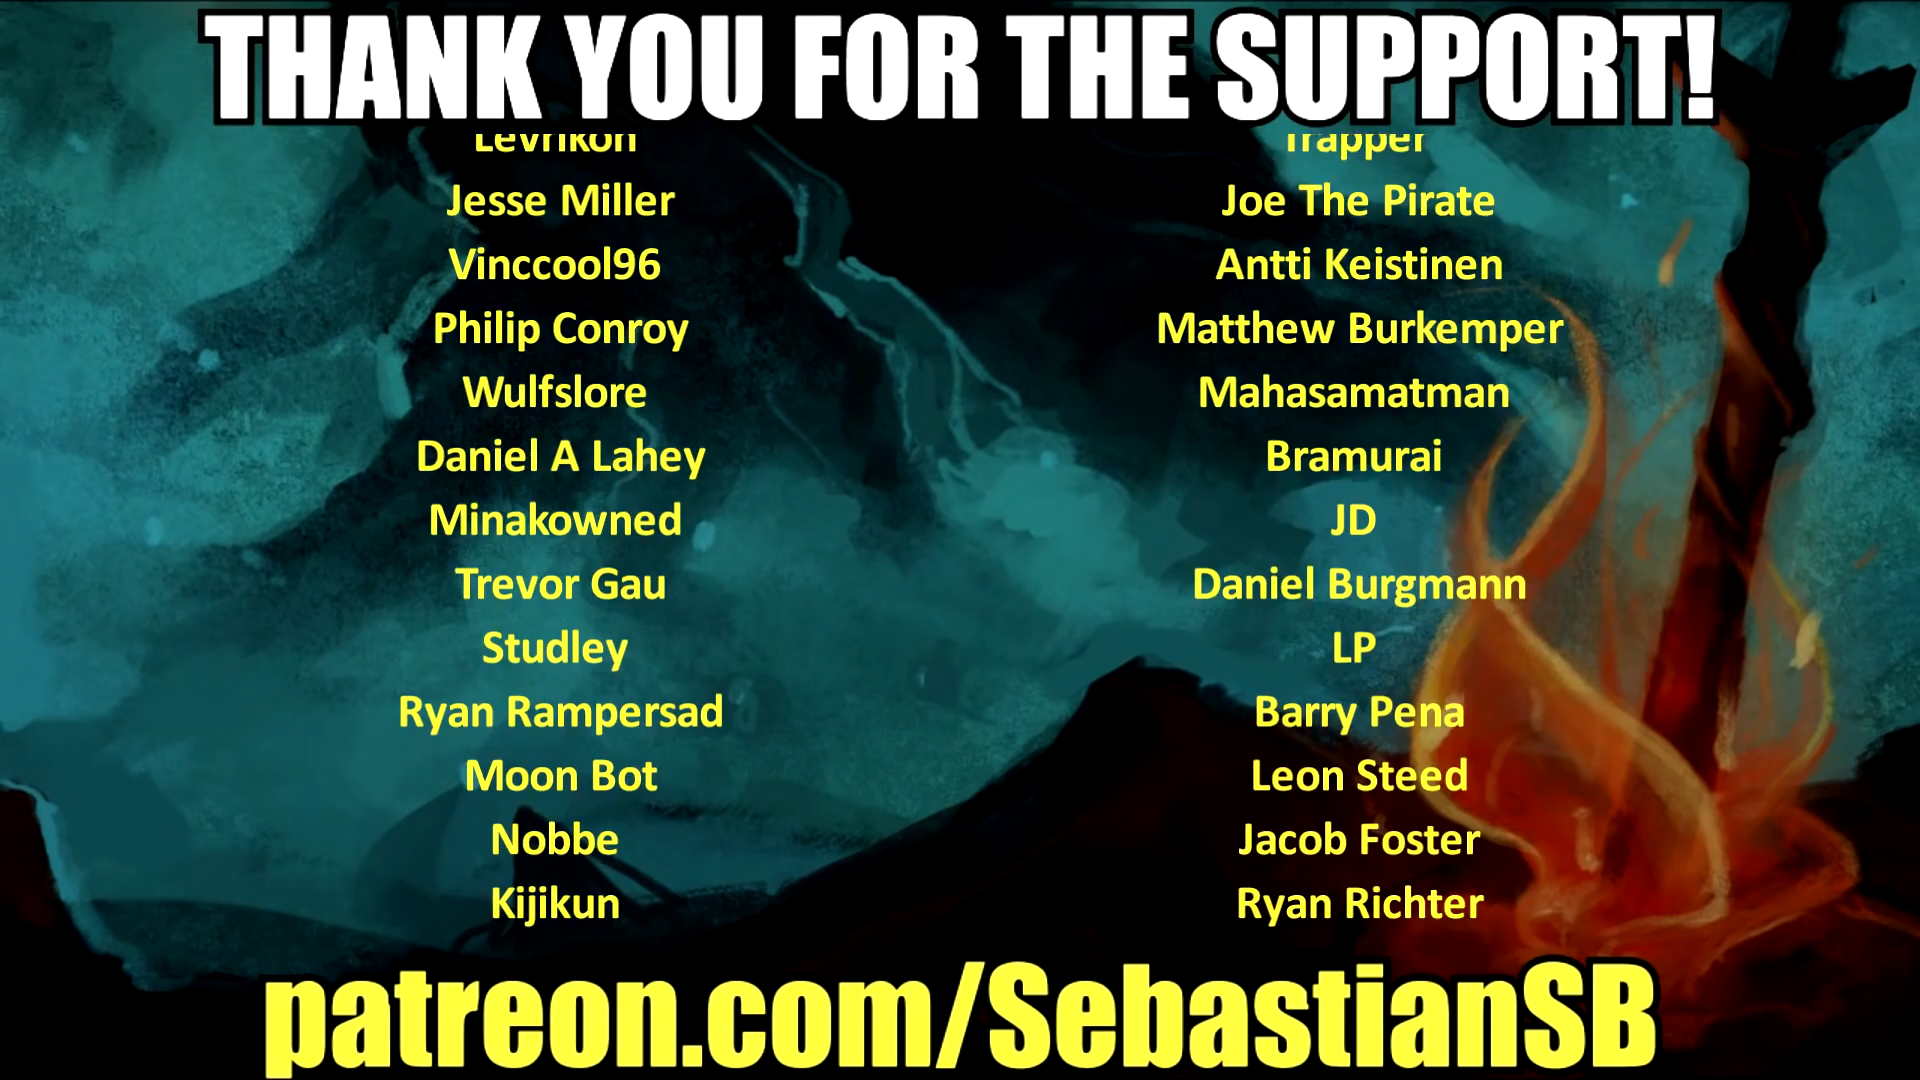 THANK YOU FOR THE SUPPORT!
Levrikon
Trapper
Jesse Miller
Joe The Pirate
Vinccool96
Antti Keistinen
Philip Conroy
Matthew Burkemper
Wulfslore
Mahasamatman
Daniel A Lahey
Bramurai
Minakowned
JD
Trevor Gau
Daniel Burgmann
Studley
LP
Ryan Rampersad
Barry Pena
Moon Bot
Leon Steed
Nobbe
Jacob Foster
Kijikun
Ryan Richter
patreon.com/SebastianSB